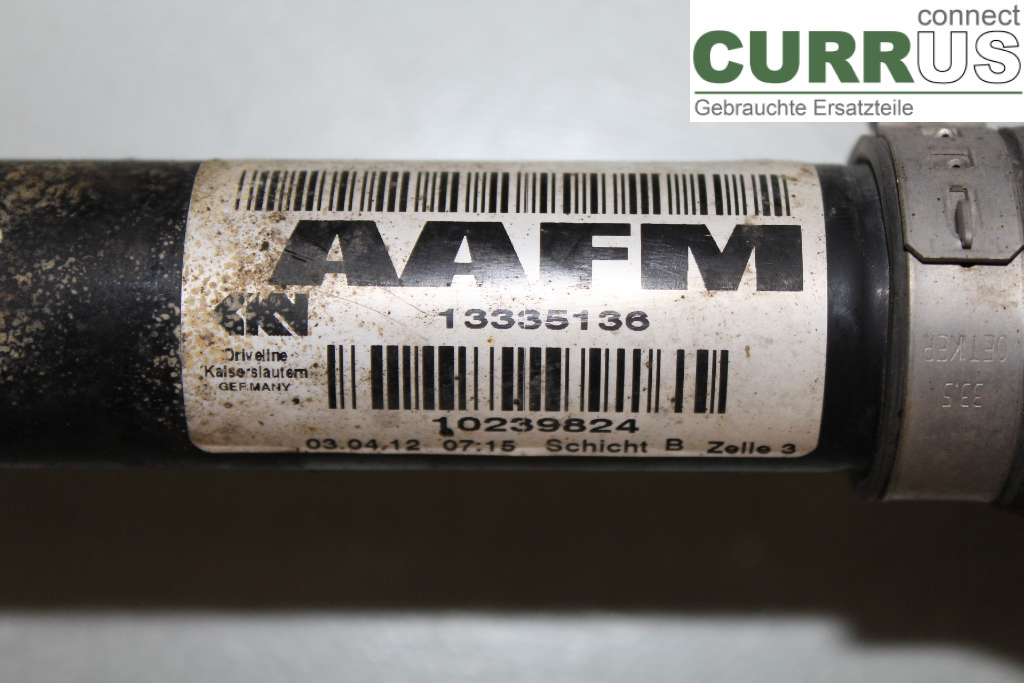 connect
CURRUS
Gebrauchte Ersatzteile
AAFM
13335136
Driveline
Kaiserslautern
GERMANY
10239824
03.04.12 07:15 Schicht B Zelle 3
OETIKER
33.5